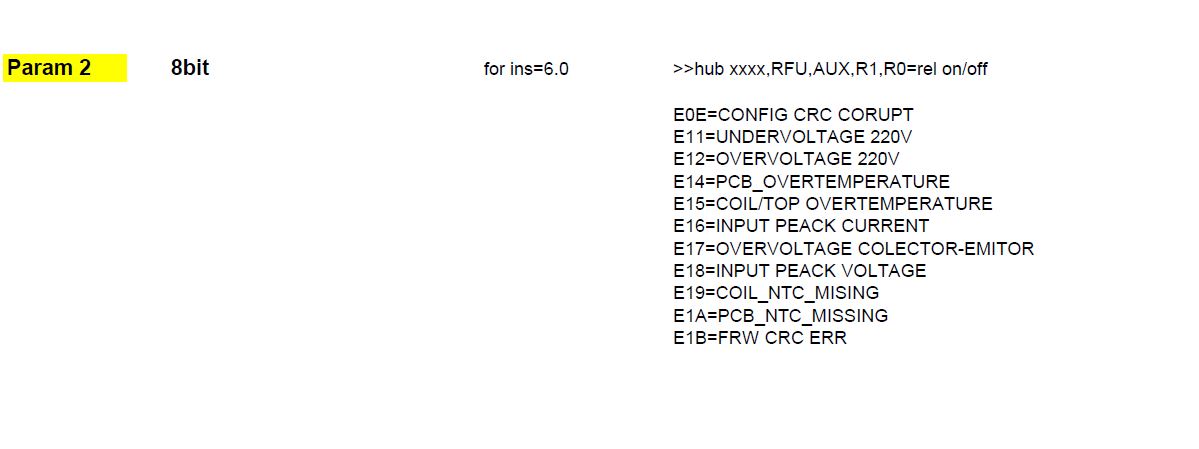 Param 2 8bit for ins=6.0 >>hub xxxx,RFU,AUX,R1,R0=rel on/off
E0E=CONFIG CRC CORUPT
E11=UNDERVOLTAGE 220V
E12=OVERVOLTAGE 220V
E14=PCB_OVERTEMPERATURE
E15=COIL/TOP OVERTEMPERATURE
E16=INPUT PEACK CURRENT
E17=OVERVOLTAGE COLECTOR-EMITOR
E18=INPUT PEACK VOLTAGE
E19=COIL_NTC_MISING
E1A=PCB_NTC_MISSING
E1B=FRW CRC ERR